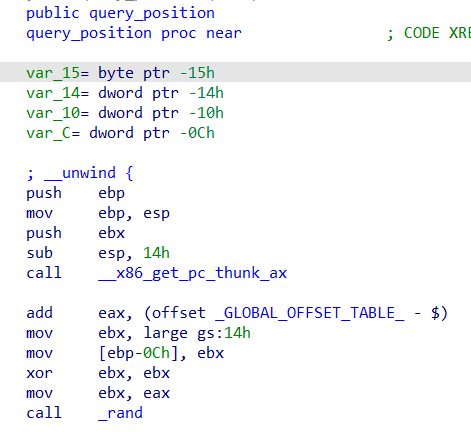 public query_position
query_position proc near ; CODE XRE
var_15= byte ptr -15h
var_14= dword ptr -14h
var_10= dword ptr -10h
var_C= dword ptr -0Ch
; __unwind {
push ebp
mov ebp, esp
push ebx
sub esp, 14h
call __x86_get_pc_thunk_ax
add eax, (offset _GLOBAL_OFFSET_TABLE_ - $)
mov ebx, large gs:14h
mov [ebp-0Ch], ebx
xor ebx, ebx
mov ebx, eax
call _rand